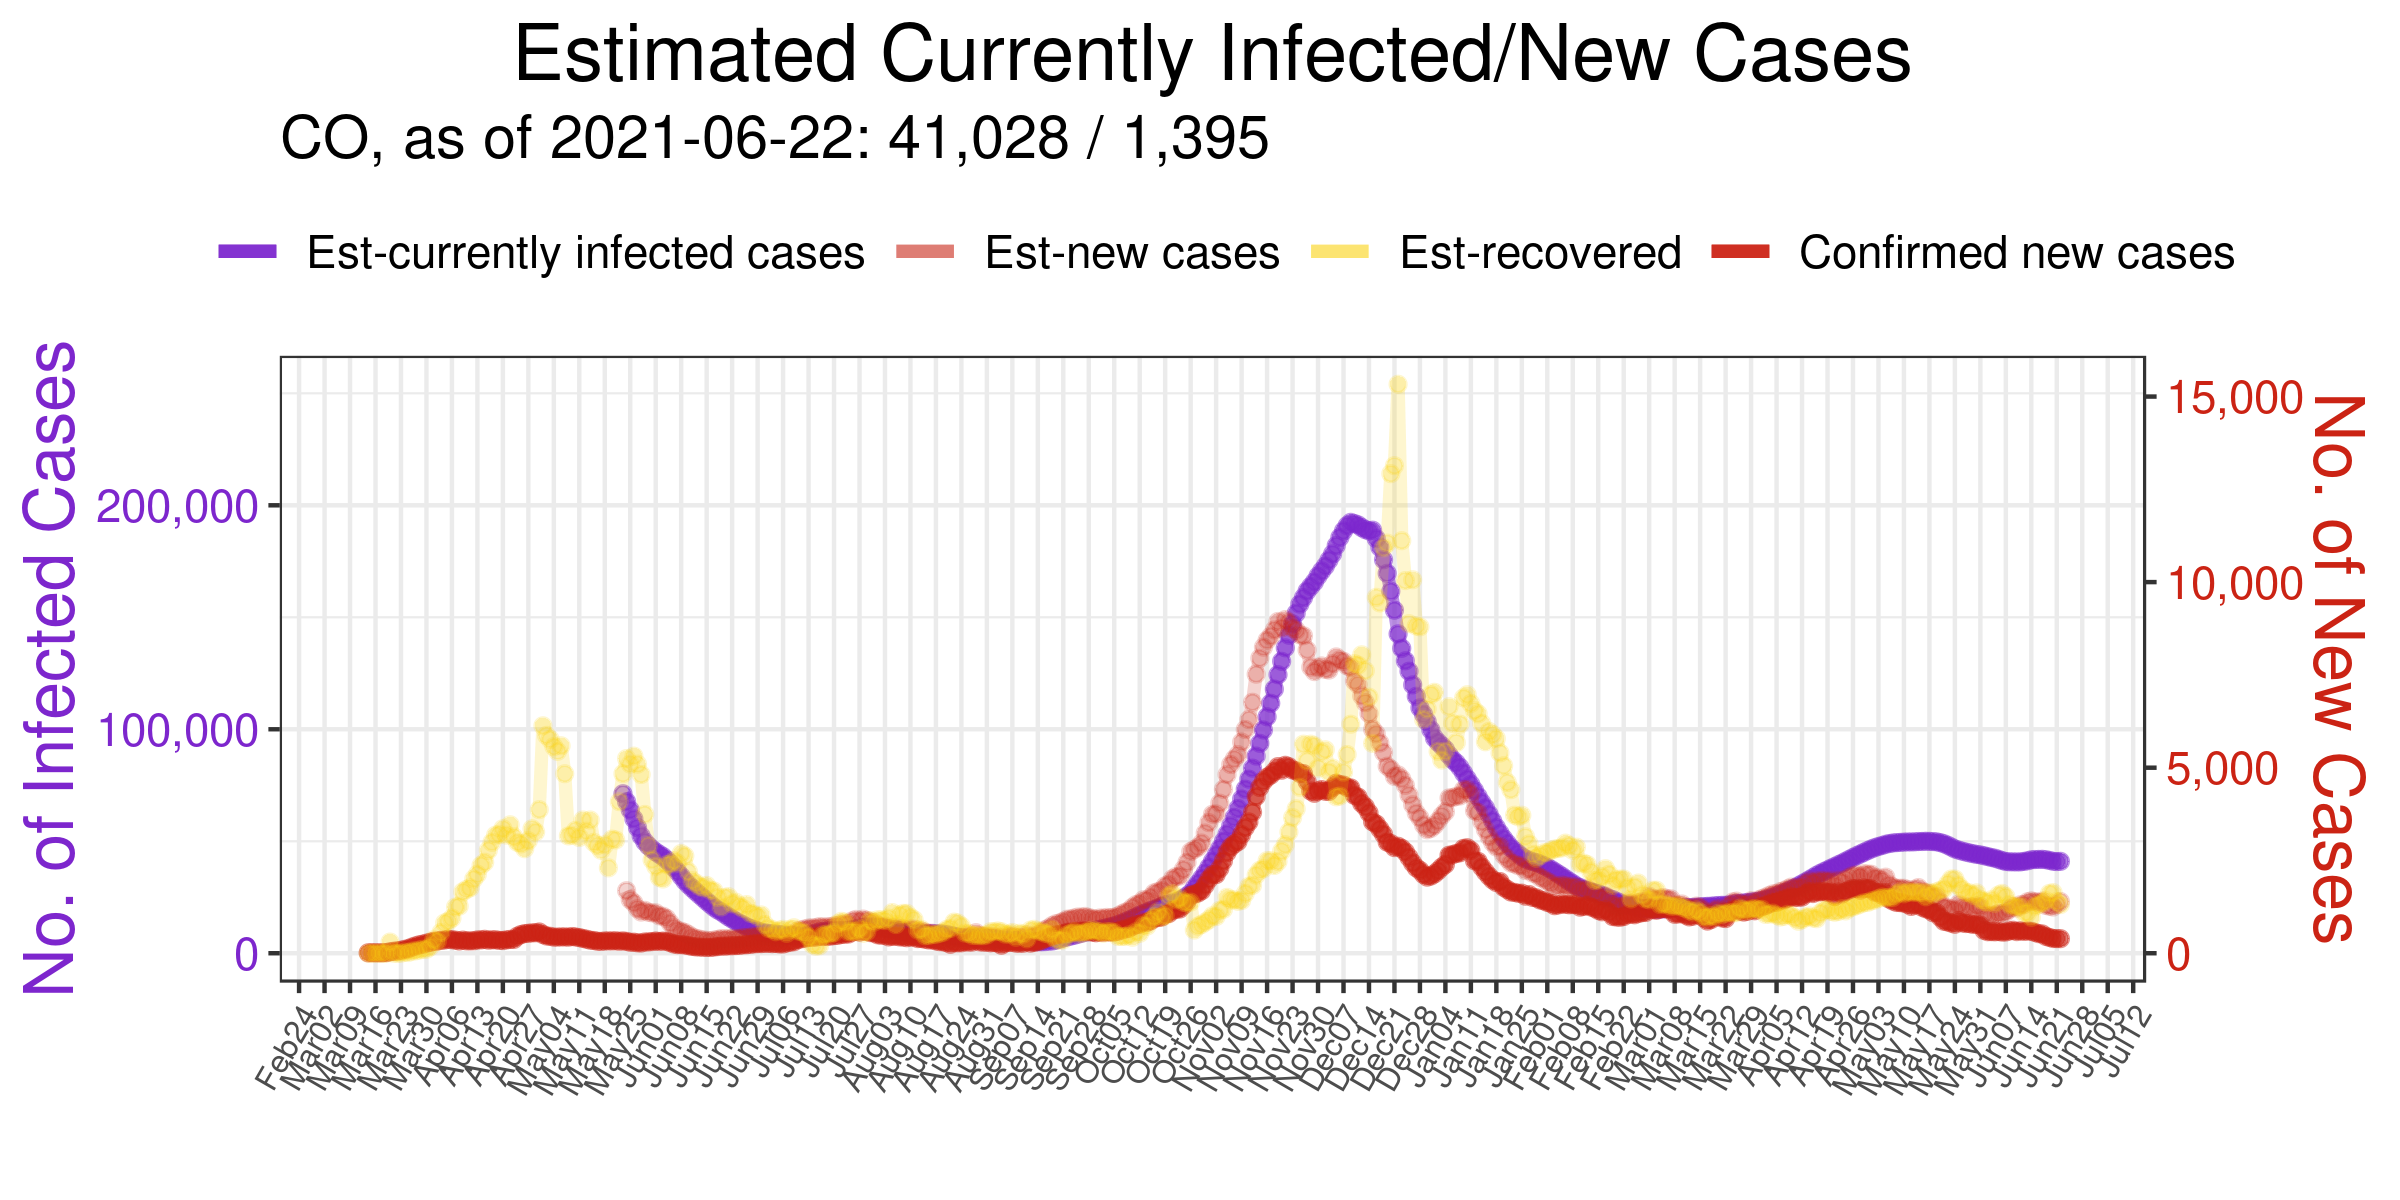 Estimated Currently Infected/New Cases
CO, as of 2021-06-22: 41,028 / 1,395
Est-currently infected cases
Est-new cases
Est-recovered
Confirmed new cases
No. of Infected Cases
200,000
100,000
0
15,000
10,000
5,000
0
No. of New Cases
Feb24
Mar02
Mar09
Mar16
Mar23
Mar30
Apr06
Apr13
Apr20
Apr27
May04
May11
May18
May25
Jun01
Jun08
Jun15
Jun22
Jun29
Jul06
Jul13
Jul20
Jul27
Aug03
Aug10
Aug17
Aug24
Aug31
Sep07
Sep14
Sep21
Sep28
Oct05
Oct12
Oct19
Oct26
Nov02
Nov09
Nov16
Nov23
Nov30
Dec07
Dec14
Dec21
Dec28
Jan04
Jan11
Jan18
Jan25
Feb01
Feb08
Feb15
Feb22
Mar01
Mar08
Mar15
Mar22
Mar29
Apr05
Apr12
Apr19
Apr26
May03
May10
May17
May24
May31
Jun07
Jun14
Jun21
Jun28
Jul05
Jul12